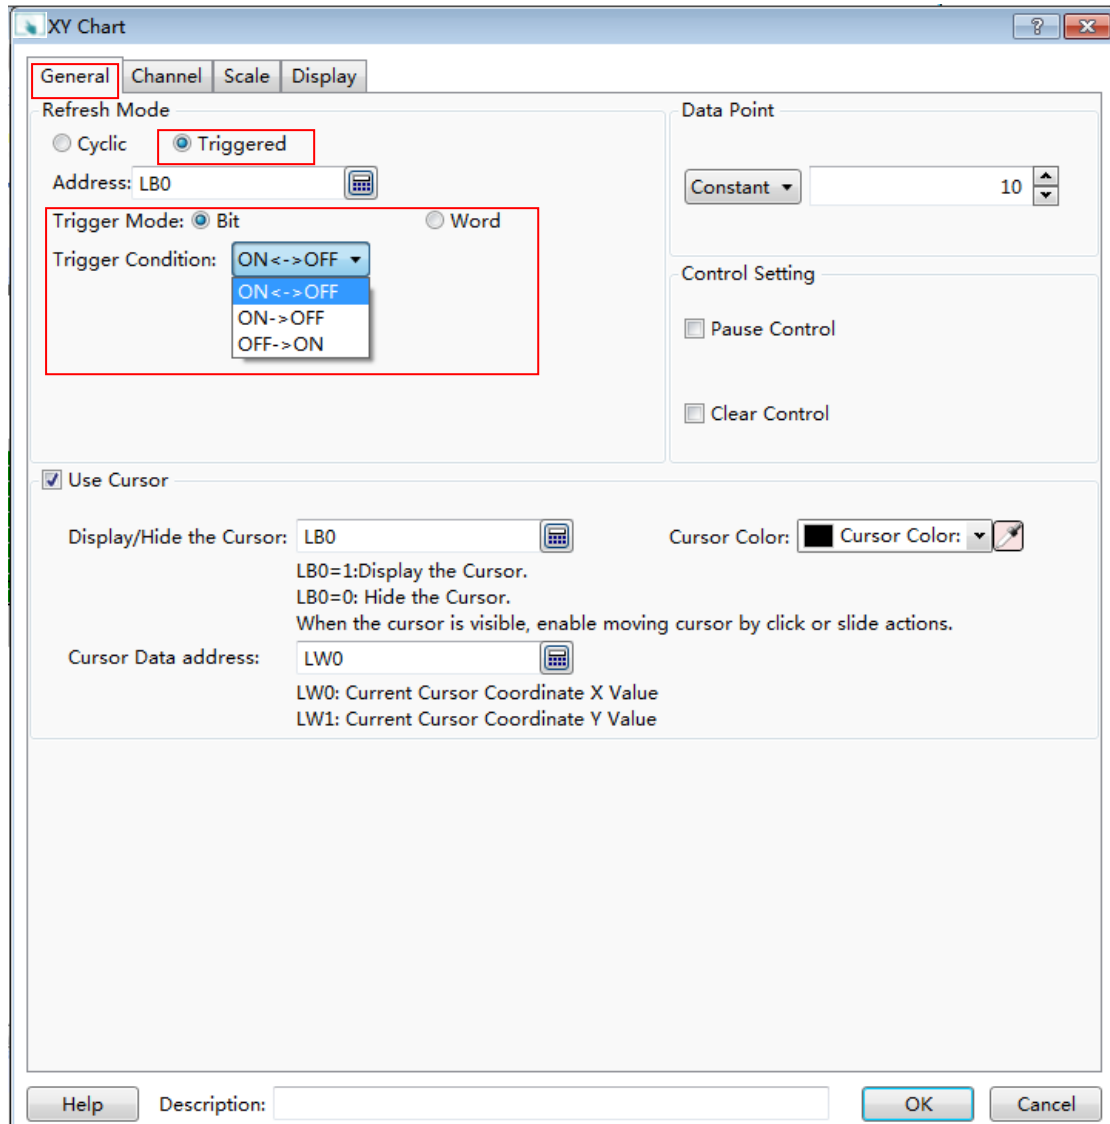 XY Chart
General Channel Scale Display
Refresh Mode
Cyclic Triggered
Address: LB0
Trigger Mode: Bit Word
Trigger Condition: ON<->OFF
ON<->OFF
ON->OFF
OFF->ON
Data Point
Constant 10
Control Setting
Pause Control
Clear Control
Use Cursor
Display/Hide the Cursor: LB0 Cursor Color: Cursor Color:
LB0=1:Display the Cursor.
LB0=0: Hide the Cursor.
When the cursor is visible, enable moving cursor by click or slide actions.
Cursor Data address: LW0
LW0: Current Cursor Coordinate X Value
LW1: Current Cursor Coordinate Y Value
Help Description: OK Cancel